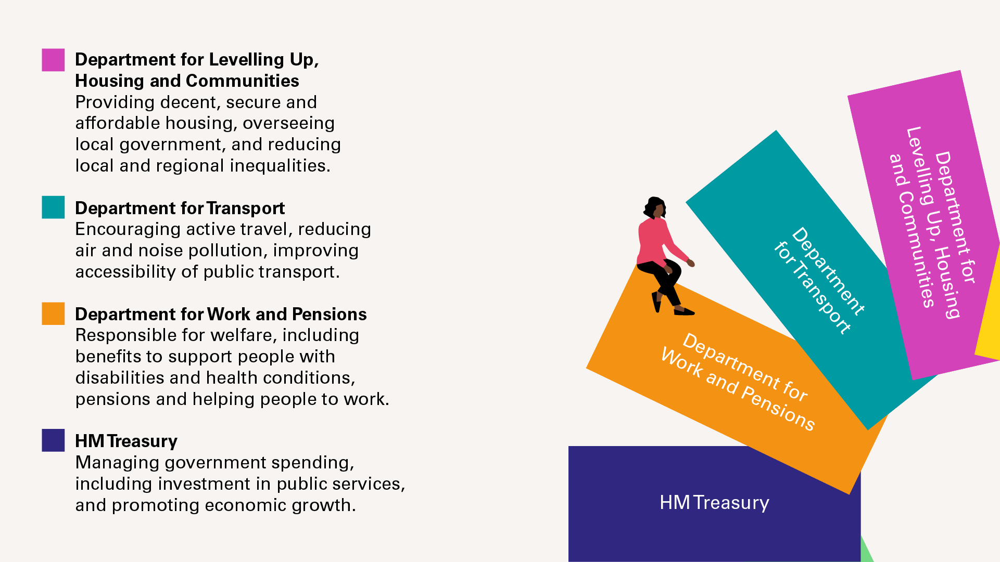 Department for Levelling Up,
Housing and Communities
Providing decent, secure and
affordable housing, overseeing
local government, and reducing
local and regional inequalities.
Department for Transport
Encouraging active travel, reducing
air and noise pollution, improving
accessibility of public transport.
Department for Work and Pensions
Responsible for welfare, including
benefits to support people with
disabilities and health conditions,
pensions and helping people to work.
HM Treasury
Managing government spending,
including investment in public services,
and promoting economic growth.
Department for
Levelling Up, Housing
and Communities
Department
for Transport
Department for
Work and Pensions
HM Treasury